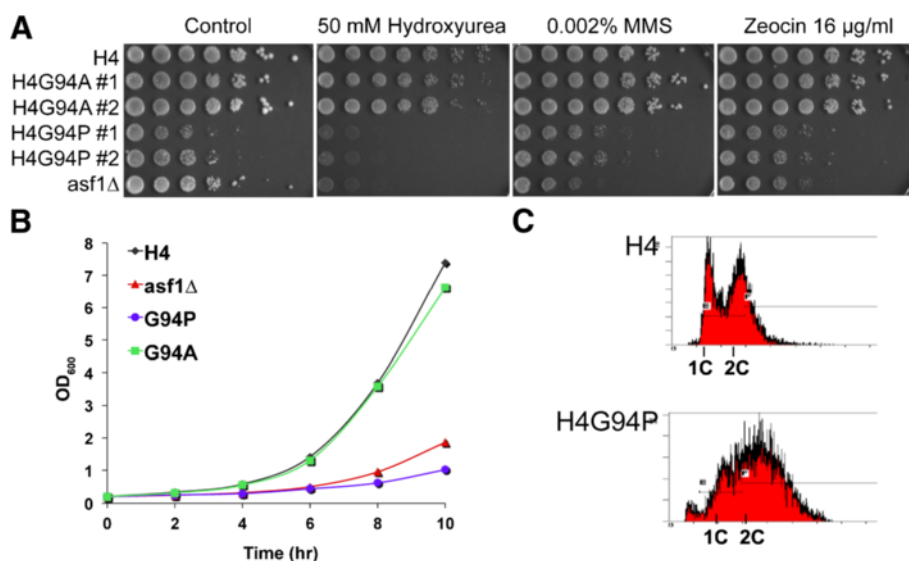 A
Control
50 mM Hydroxyurea
0.002% MMS
Zeocin 16 µg/ml
H4
H4G94A #1
H4G94A #2
H4G94P #1
H4G94P #2
asf1Δ
B
8
7
6
5
4
3
2
1
0
OD600
H4
asf1Δ
G94P
G94A
0 2 4 6 8 10
Time (hr)
C
H4
1C 2C
H4G94P
1C 2C